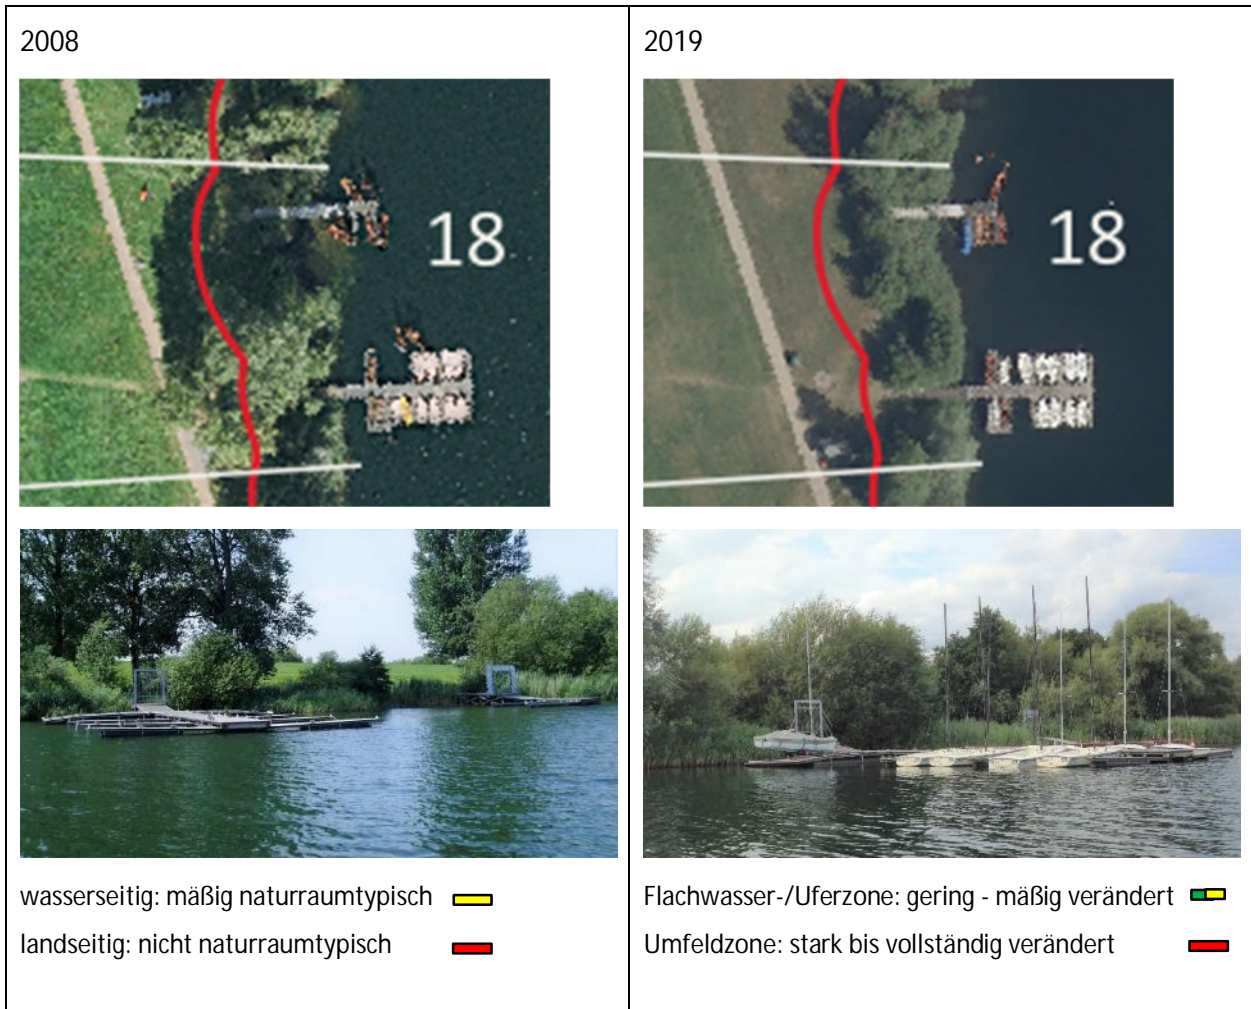 2008
18
wasserseitig: mäßig naturraumtypisch
landseitig: nicht naturraumtypisch
2019
18
Flachwasser-/Uferzone: gering - mäßig verändert
Umfeldzone: stark bis vollständig verändert